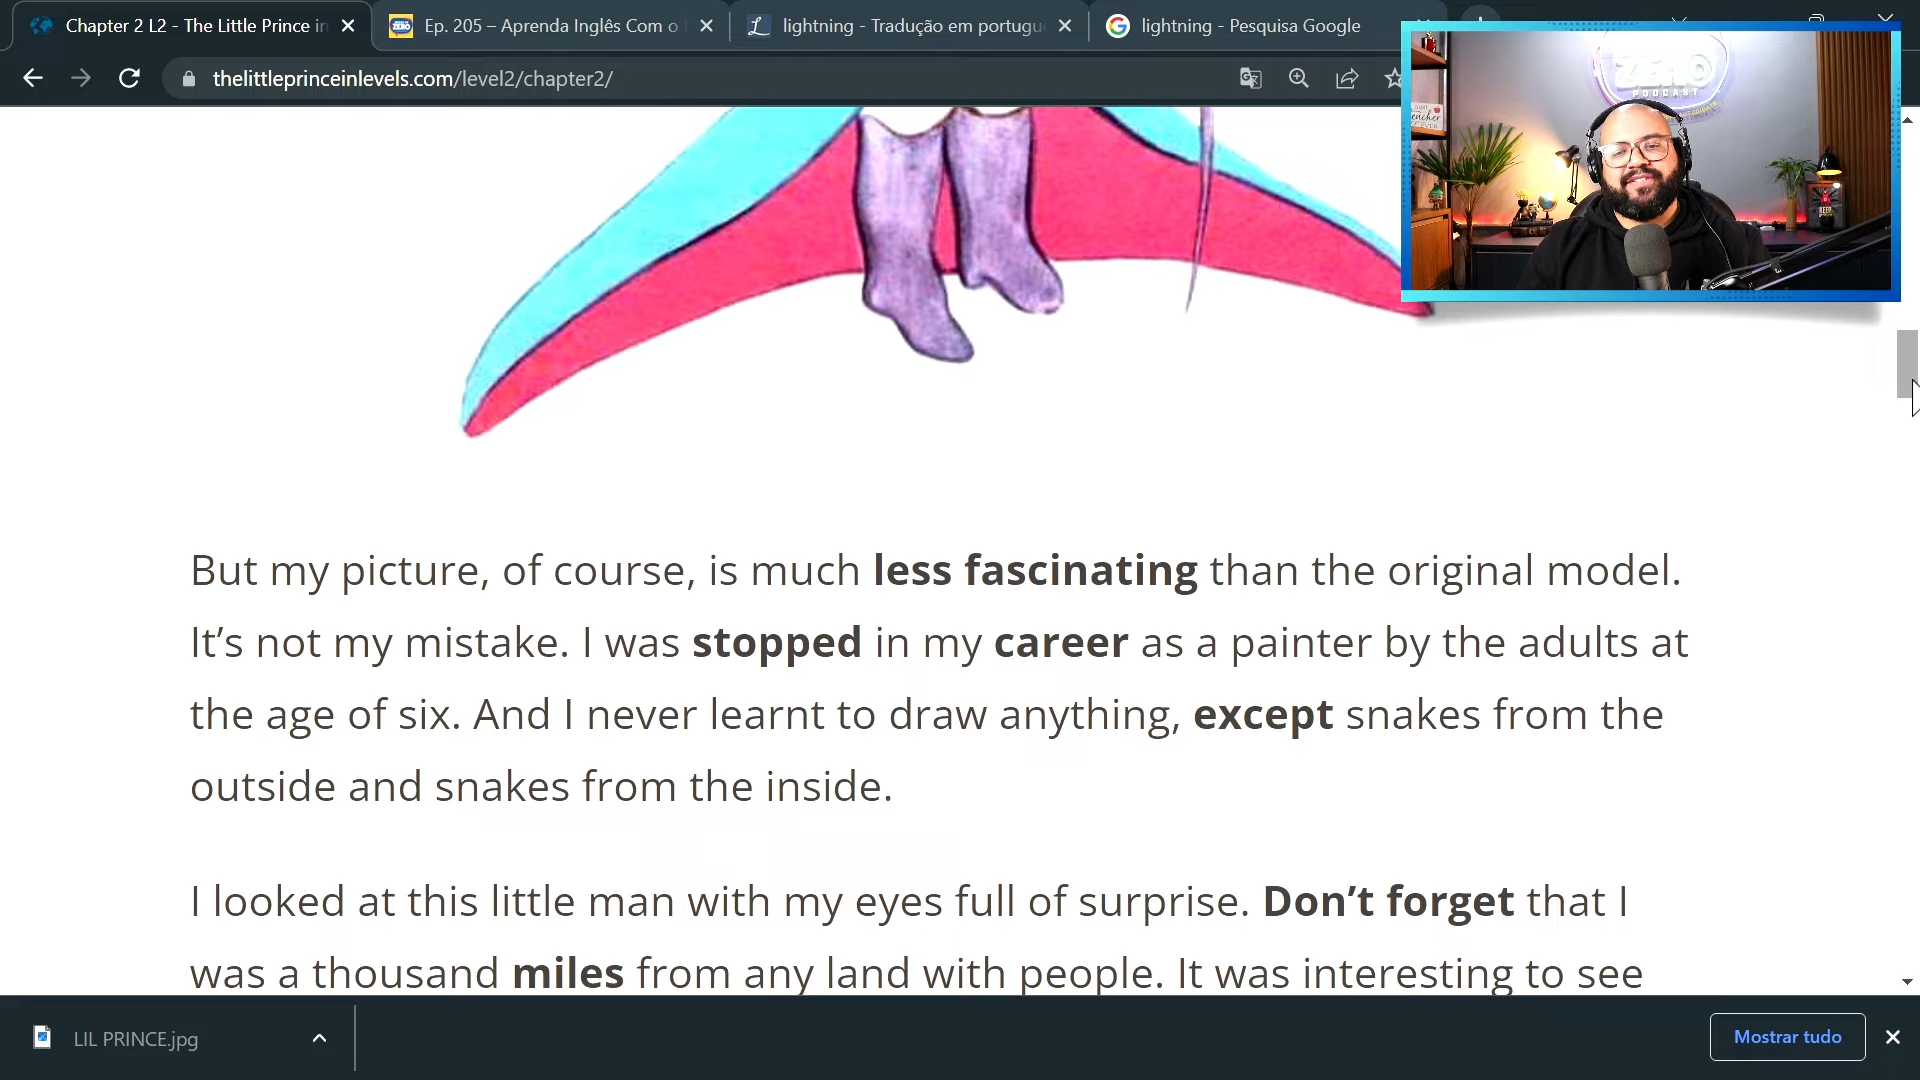 Chapter 2 L2 - The Little Prince in
Ep. 205 – Aprenda Inglês Com o
lightning - Tradução em portugu
lightning - Pesquisa Google
thelittleprinceinlevels.com/level2/chapter2/
ZERO
PODCAST
But my picture, of course, is much less fascinating than the original model.
It’s not my mistake. I was stopped in my career as a painter by the adults at
the age of six. And I never learnt to draw anything, except snakes from the
outside and snakes from the inside.
I looked at this little man with my eyes full of surprise. Don’t forget that I
was a thousand miles from any land with people. It was interesting to see
LIL PRINCE.jpg
Mostrar tudo